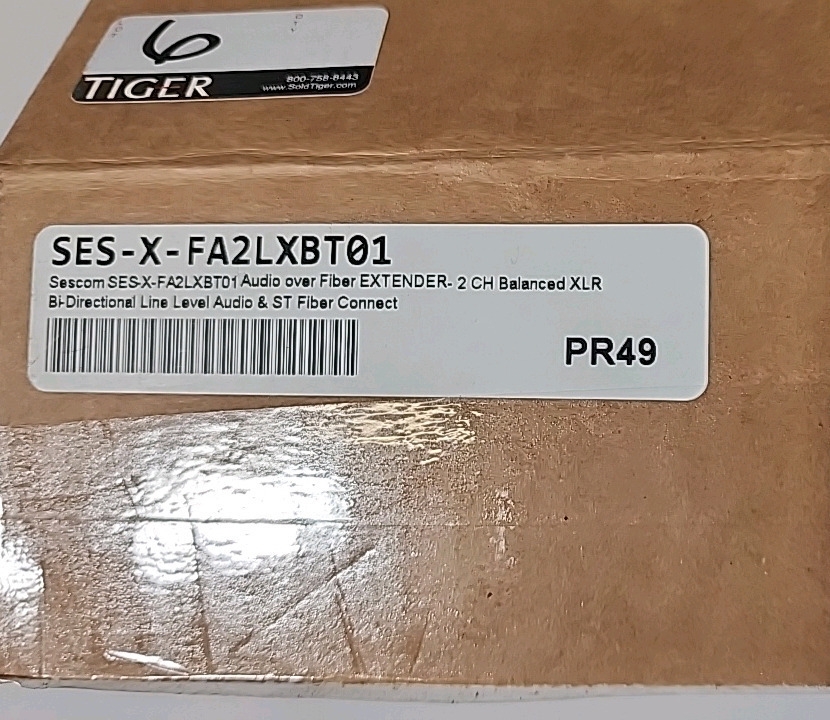 6
TIGER
800-758-8443
www.SoldTiger.com
SES-X-FA2LXBT01
Sescom SES-X-FA2LXBT01 Audio over Fiber EXTENDER- 2 CH Balanced XLR
Bi-Directional Line Level Audio & ST Fiber Connect
PR49